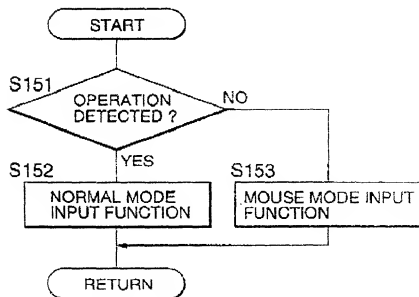 START
S151
OPERATION
DETECTED ?
NO
YES
S152
NORMAL MODE
INPUT FUNCTION
S153
MOUSE MODE INPUT
FUNCTION
RETURN